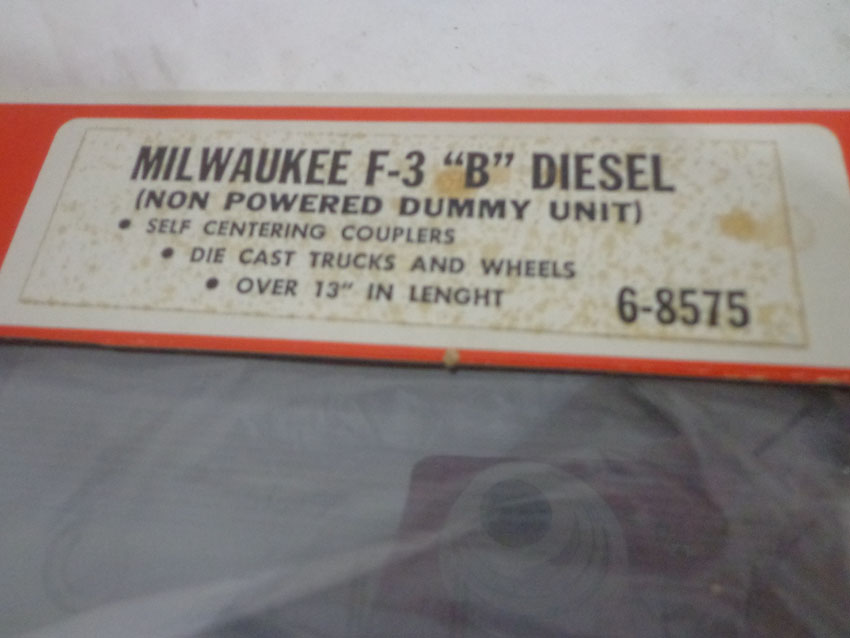 MILWAUKEE F-3 “B” DIESEL
(NON POWERED DUMMY UNIT)
• SELF CENTERING COUPLERS
• DIE CAST TRUCKS AND WHEELS
• OVER 13" IN LENGHT
6-8575